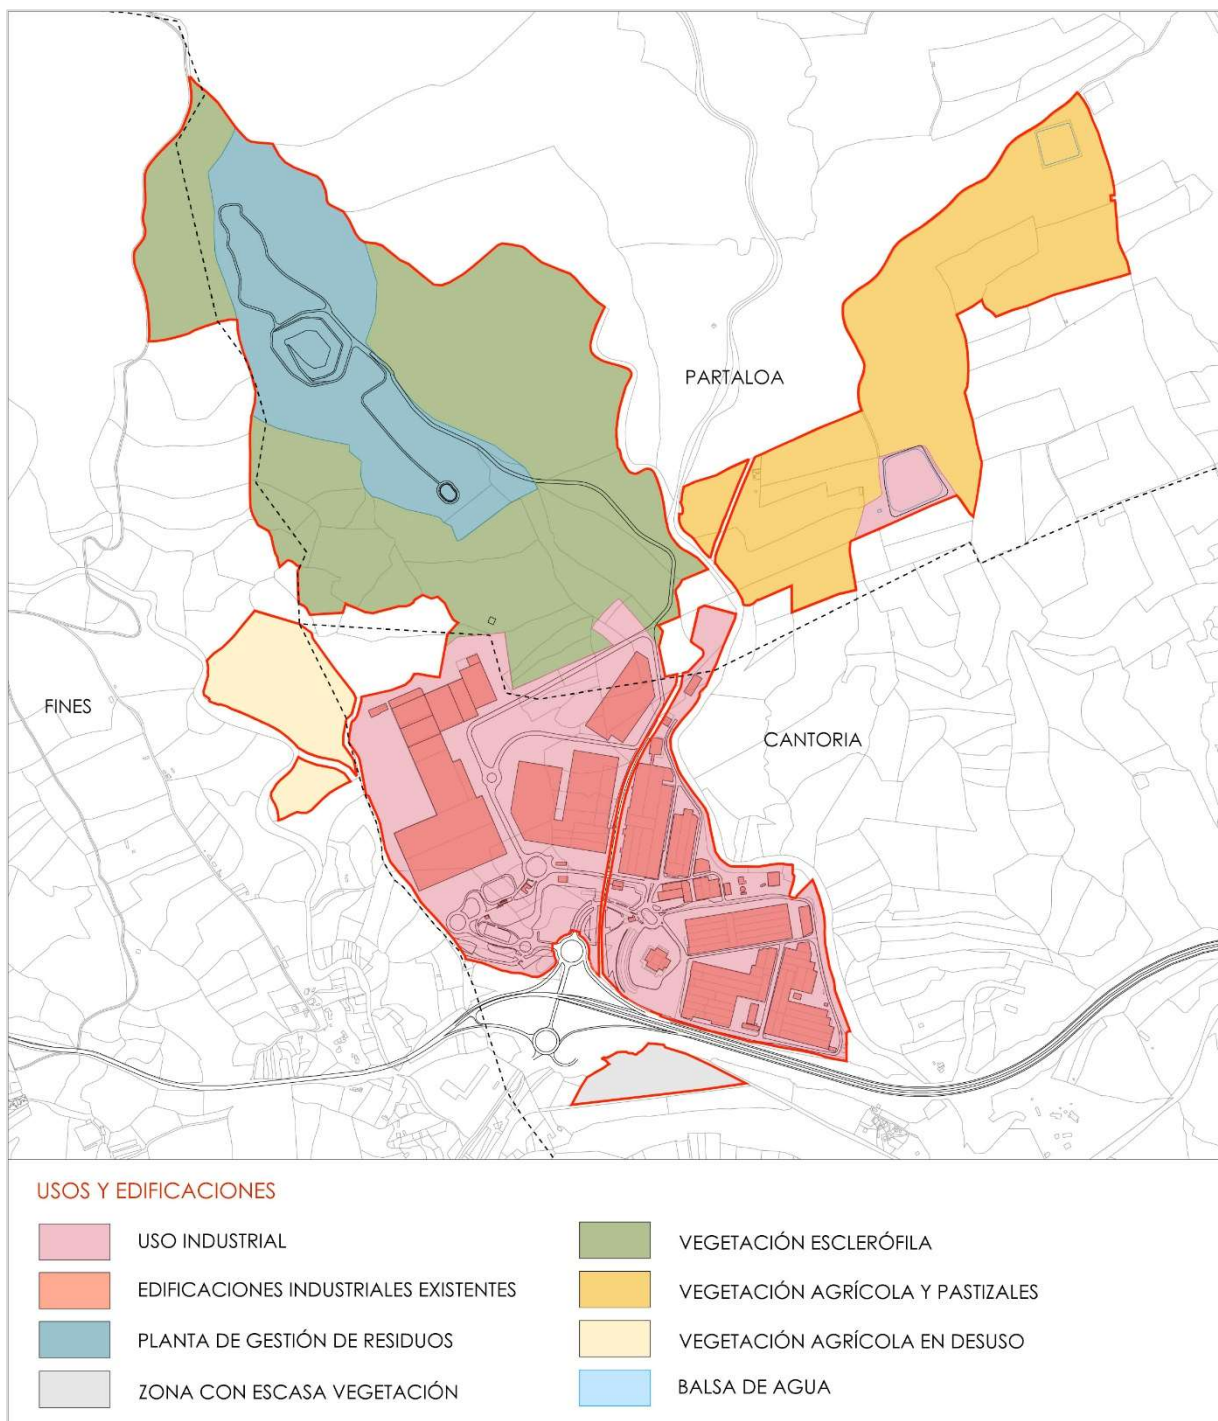 PARTALOA
FINES
CANTORIA
USOS Y EDIFICACIONES
USO INDUSTRIAL
EDIFICACIONES INDUSTRIALES EXISTENTES
PLANTA DE GESTIÓN DE RESIDUOS
ZONA CON ESCASA VEGETACIÓN
VEGETACIÓN ESCLERÓFILA
VEGETACIÓN AGRÍCOLA Y PASTIZALES
VEGETACIÓN AGRÍCOLA EN DESUSO
BALSA DE AGUA